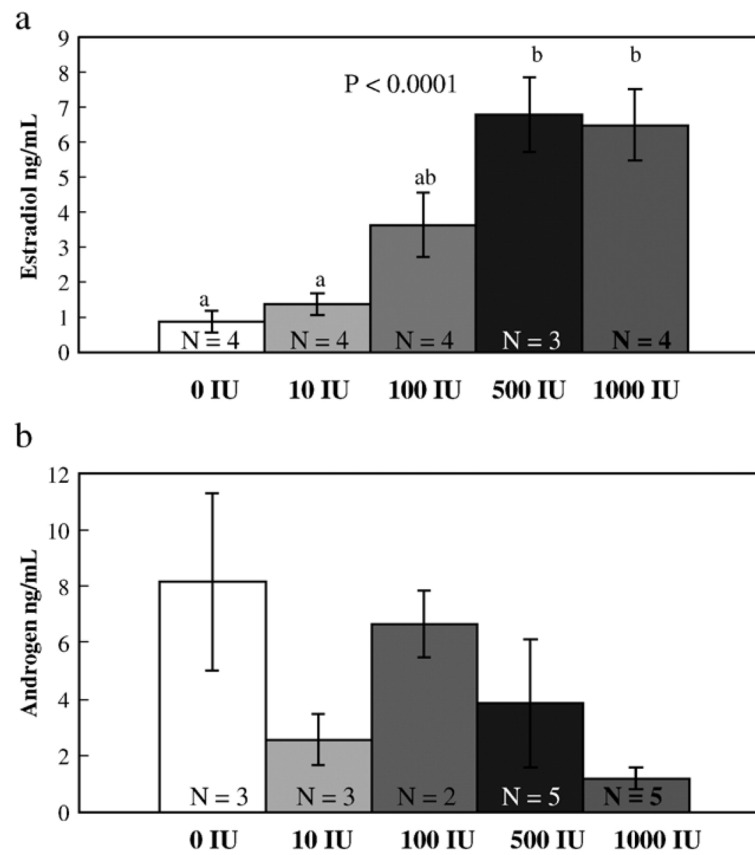 a
9
8
7
6
5
4
3
2
1
0
Estradiol ng/mL
P < 0.0001
a
a
ab
b
b
N = 4
N = 4
N = 4
N = 3
N = 4
0 IU
10 IU
100 IU
500 IU
1000 IU
b
12
10
8
6
4
2
0
Androgen ng/mL
N = 3
N = 3
N = 2
N = 5
N = 5
0 IU
10 IU
100 IU
500 IU
1000 IU